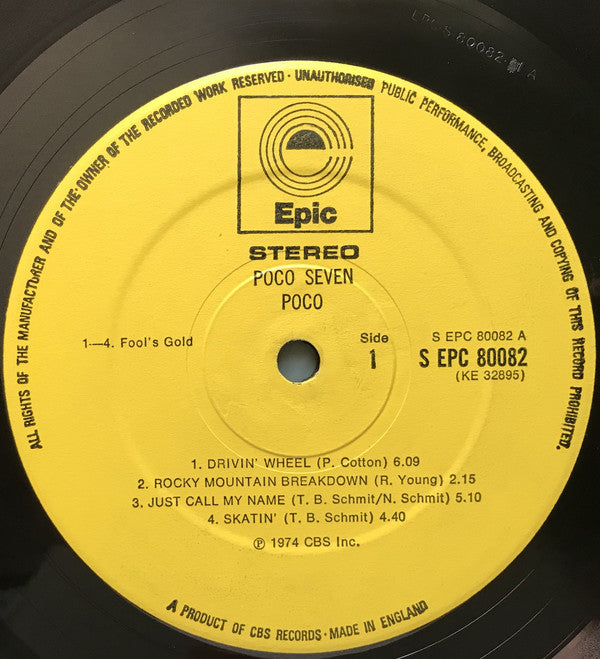 S 80082 A
ALL RIGHTS OF THE MANUFACTURER AND OF THE OWNER OF THE RECORDED WORK RESERVED · UNAUTHORISED PUBLIC PERFORMANCE, BROADCASTING AND COPYING OF THIS RECORD PROHIBITED.
Epic
STEREO
POCO SEVEN
POCO
1—4. Fool's Gold
Side
1
S EPC 80082 A
S EPC 80082
(KE 32895)
1. DRIVIN' WHEEL (P. Cotton) 6.09
2. ROCKY MOUNTAIN BREAKDOWN (R. Young) 2.15
3. JUST CALL MY NAME (T. B. Schmit/N. Schmit) 5.10
4. SKATIN' (T. B. Schmit) 4.40
℗ 1974 CBS Inc.
A PRODUCT OF CBS RECORDS · MADE IN ENGLAND